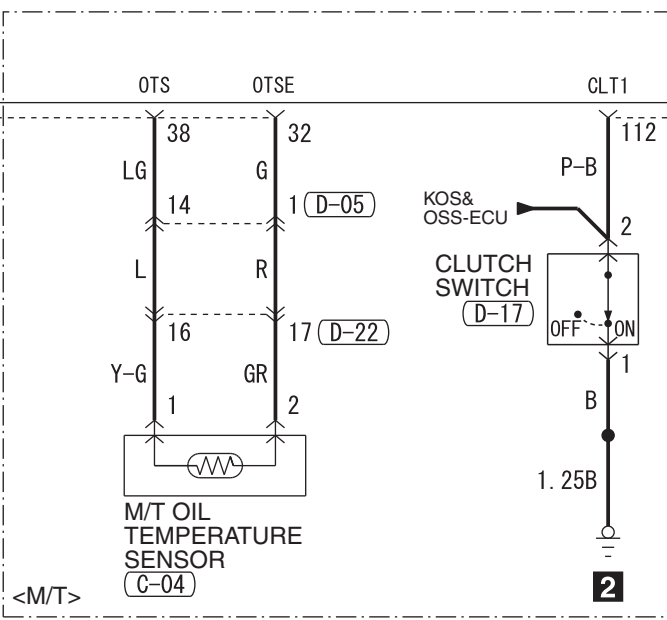 OTS OTSE CLT1
38 32 112
LG G P-B
14 1 D-05
KOS&
OSS-ECU
2
L R
CLUTCH
SWITCH
D-17
OFF ON
16 17 D-22
1
Y-G GR
B
1 2
1.25B
M/T OIL
TEMPERATURE
SENSOR
C-04
2
<M/T>